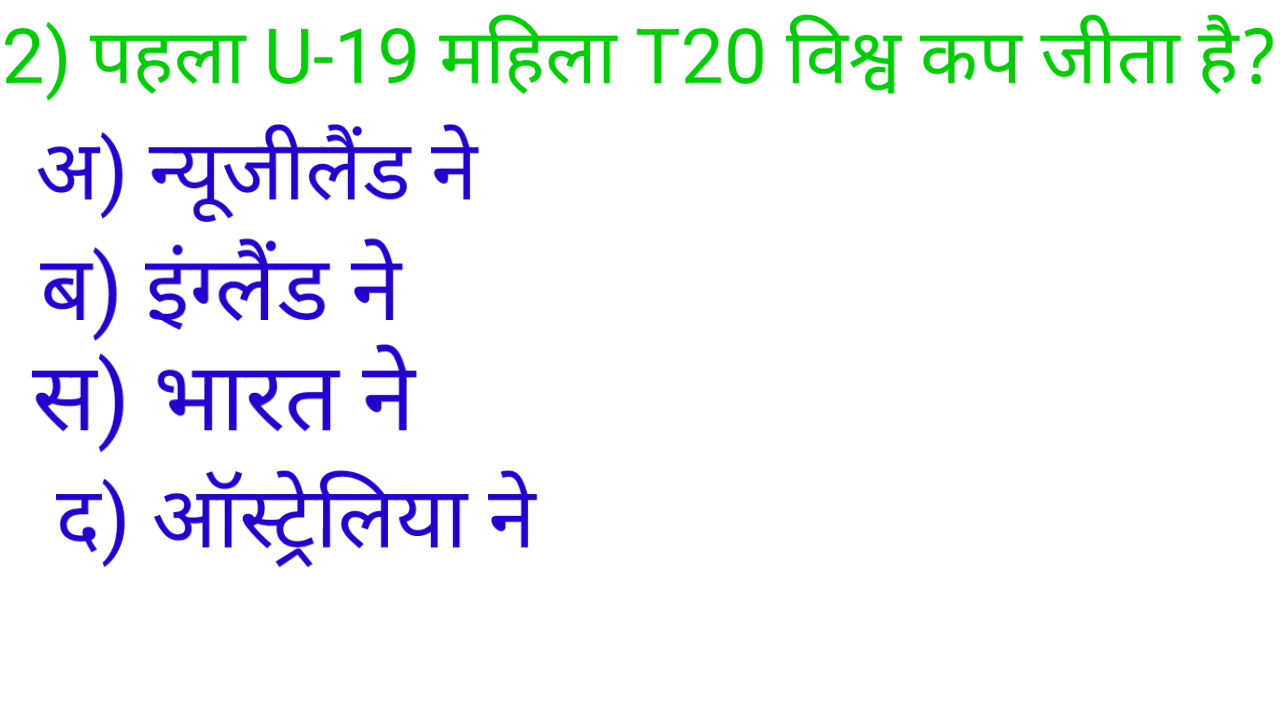 2) पहला U-19 महिला T20 विश्व कप जीता है?
अ) न्यूजीलैंड ने
ब) इंग्लैंड ने
स) भारत ने
द) ऑस्ट्रेलिया ने